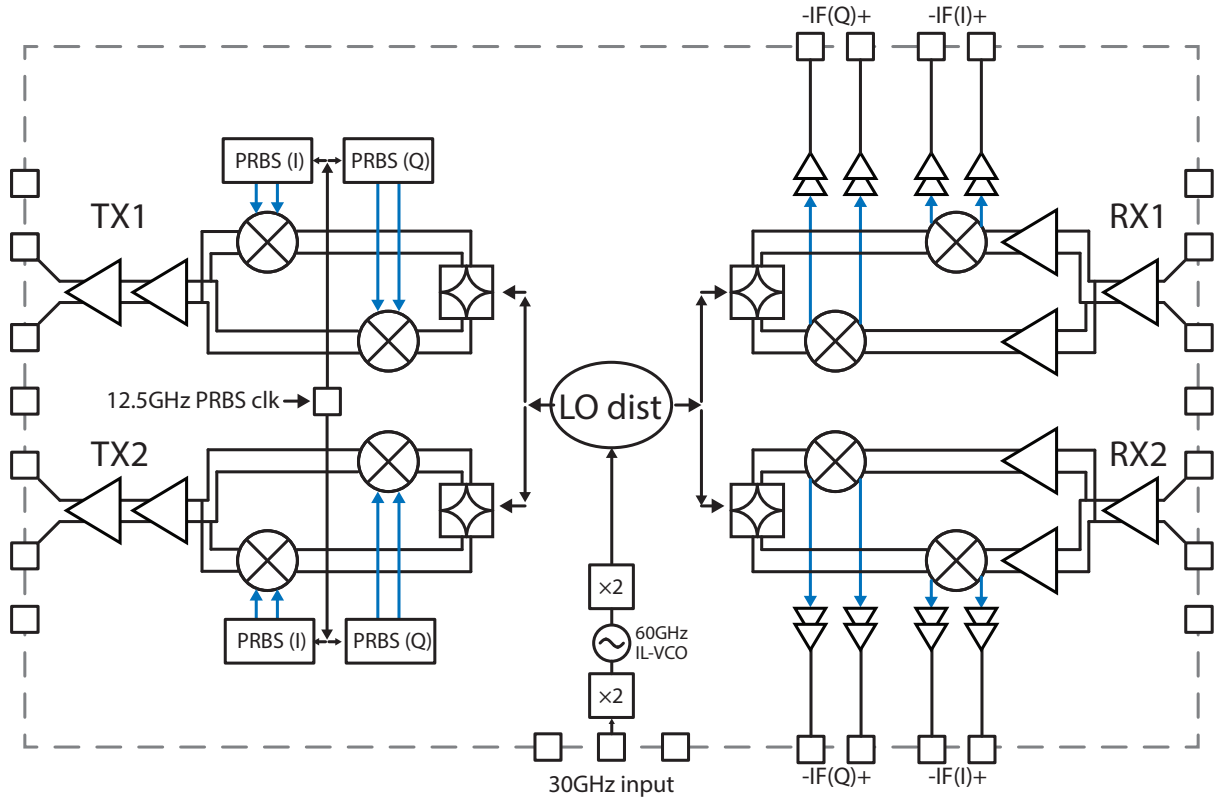 -IF(Q)+ -IF(I)+
PRBS (I) PRBS (Q)
TX1 RX1
12.5GHz PRBS clk
LO dist
TX2 RX2
×2
PRBS (I) PRBS (Q)
60GHz
IL-VCO
×2
30GHz input
-IF(Q)+ -IF(I)+